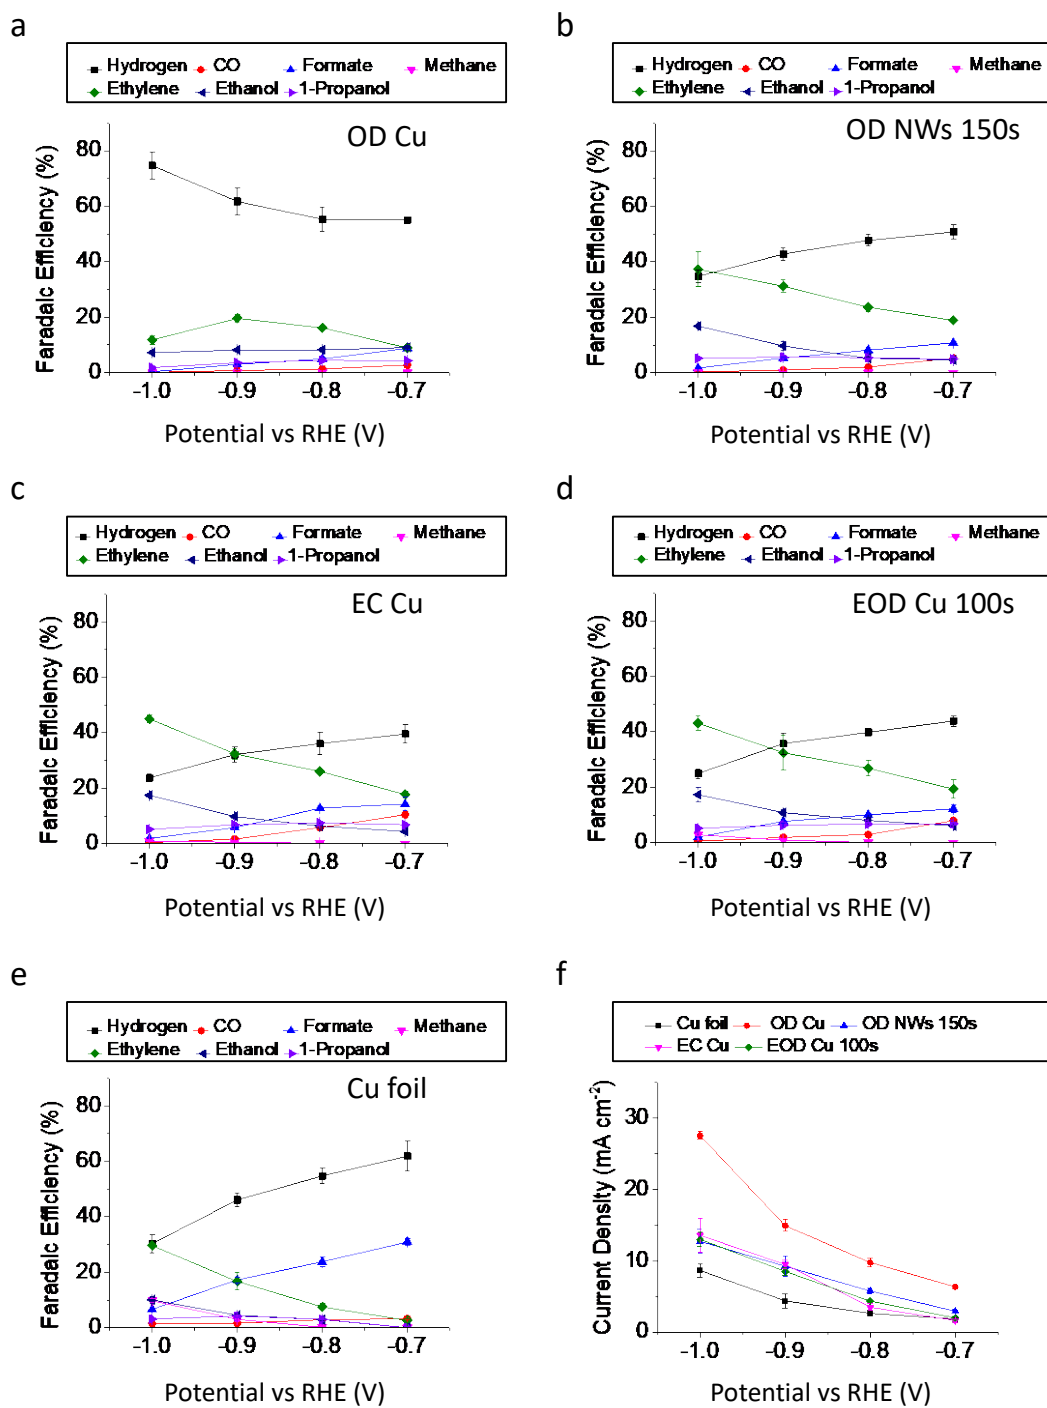 a
Hydrogen CO Formate Methane
Ethylene Ethanol 1-Propanol
OD Cu
Faradaic Efficiency (%)
80
60
40
20
0
-1.0 -0.9 -0.8 -0.7
Potential vs RHE (V)
b
Hydrogen CO Formate Methane
Ethylene Ethanol 1-Propanol
OD NWs 150s
Faradaic Efficiency (%)
80
60
40
20
0
-1.0 -0.9 -0.8 -0.7
Potential vs RHE (V)
c
Hydrogen CO Formate Methane
Ethylene Ethanol 1-Propanol
EC Cu
Faradaic Efficiency (%)
80
60
40
20
0
-1.0 -0.9 -0.8 -0.7
Potential vs RHE (V)
d
Hydrogen CO Formate Methane
Ethylene Ethanol 1-Propanol
EOD Cu 100s
Faradaic Efficiency (%)
80
60
40
20
0
-1.0 -0.9 -0.8 -0.7
Potential vs RHE (V)
e
Hydrogen CO Formate Methane
Ethylene Ethanol 1-Propanol
Cu foil
Faradaic Efficiency (%)
80
60
40
20
0
-1.0 -0.9 -0.8 -0.7
Potential vs RHE (V)
f
Cu foil OD Cu OD NWs 150s
EC Cu EOD Cu 100s
Current Density (mA cm⁻²)
30
20
10
0
-1.0 -0.9 -0.8 -0.7
Potential vs RHE (V)